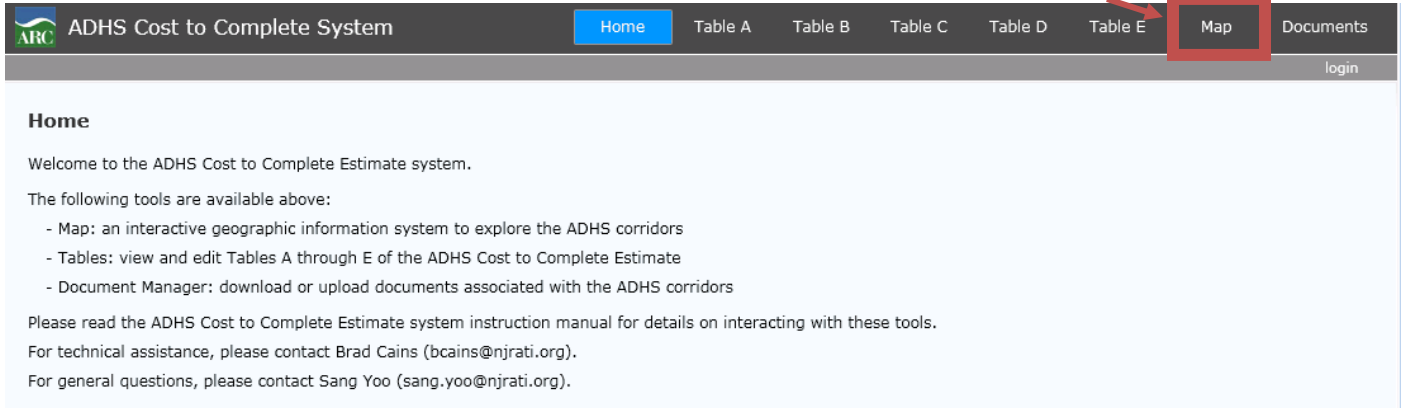 ARC ADHS Cost to Complete System Home Table A Table B Table C Table D Table E Map Documents
login
Home
Welcome to the ADHS Cost to Complete Estimate system.
The following tools are available above:
- Map: an interactive geographic information system to explore the ADHS corridors
- Tables: view and edit Tables A through E of the ADHS Cost to Complete Estimate
- Document Manager: download or upload documents associated with the ADHS corridors
Please read the ADHS Cost to Complete Estimate system instruction manual for details on interacting with these tools.
For technical assistance, please contact Brad Cains (bcains@njrati.org).
For general questions, please contact Sang Yoo (sang.yoo@njrati.org).